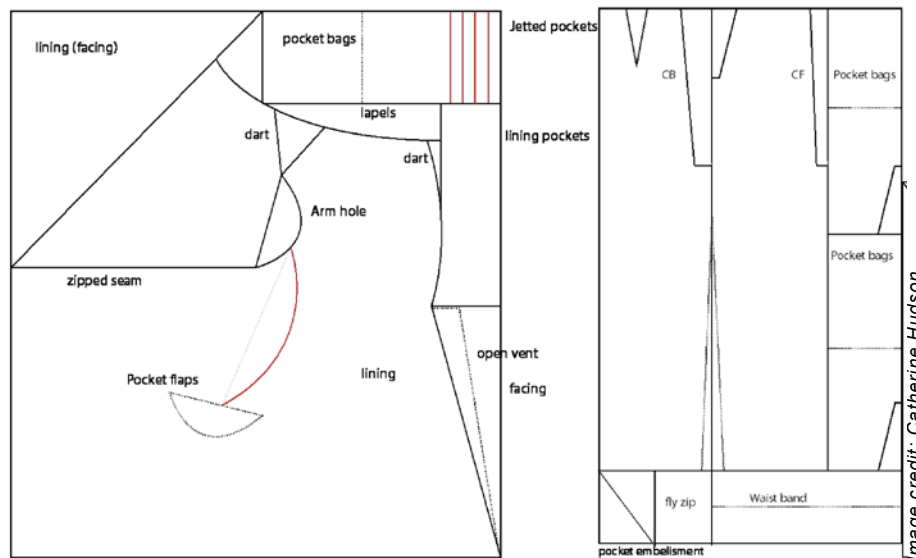 lining (facing)
pocket bags
Jetted pockets
lapels
dart
dart
lining pockets
Arm hole
zipped seam
Pocket flaps
lining
open vent
facing
CB
CF
Pocket bags
Pocket bags
fly zip
Waist band
pocket embelisment
Image credit: Catherine Hudson